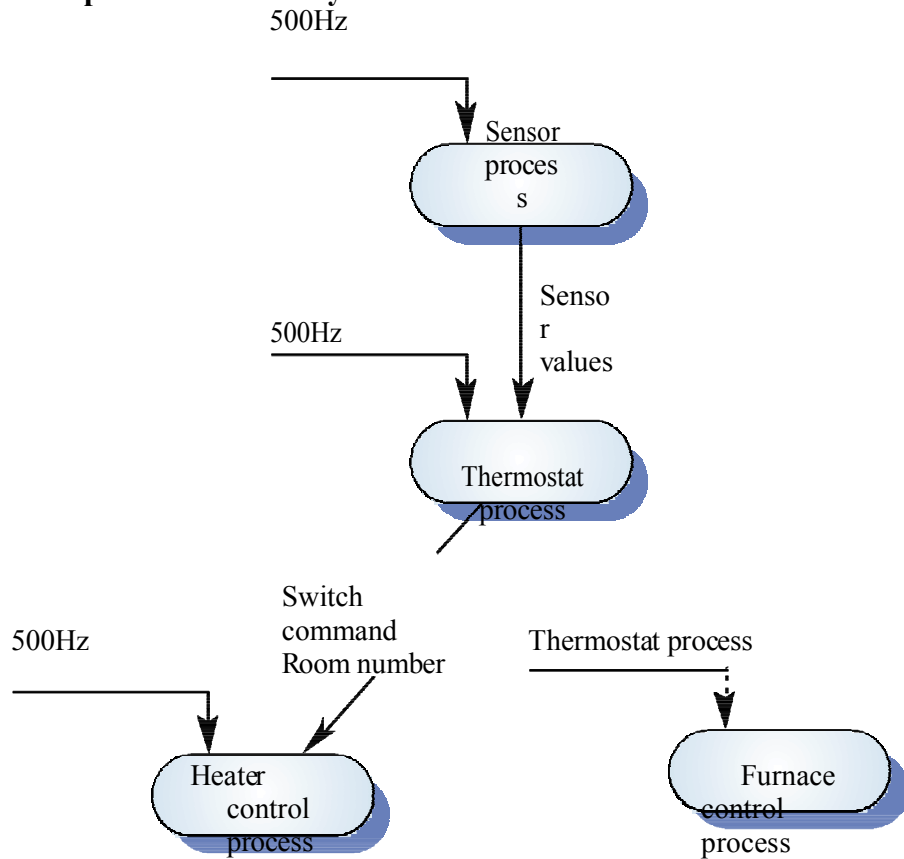 500Hz
Sensor
proces
s
Senso
r
values
500Hz
Thermostat
process
Switch
command
Room number
500Hz
Thermostat process
Heater
control
process
Furnace
control
process